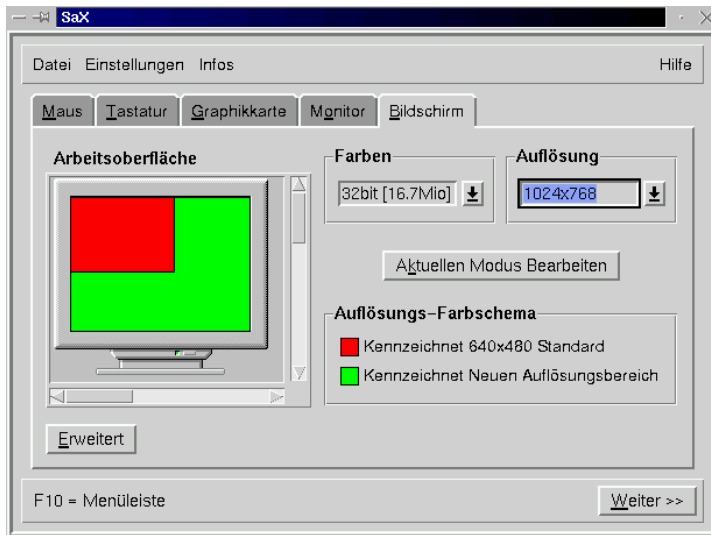 SaX
Datei Einstellungen Infos Hilfe
Maus Tastatur Graphikkarte Monitor Bildschirm
Arbeitsoberfläche
Farben
32bit [16.7Mio]
Auflösung
1024x768
Aktuellen Modus Bearbeiten
Auflösungs-Farbschema
Kennzeichnet 640x480 Standard
Kennzeichnet Neuen Auflösungsbereich
Erweitert
F10 = Menüleiste
Weiter >>